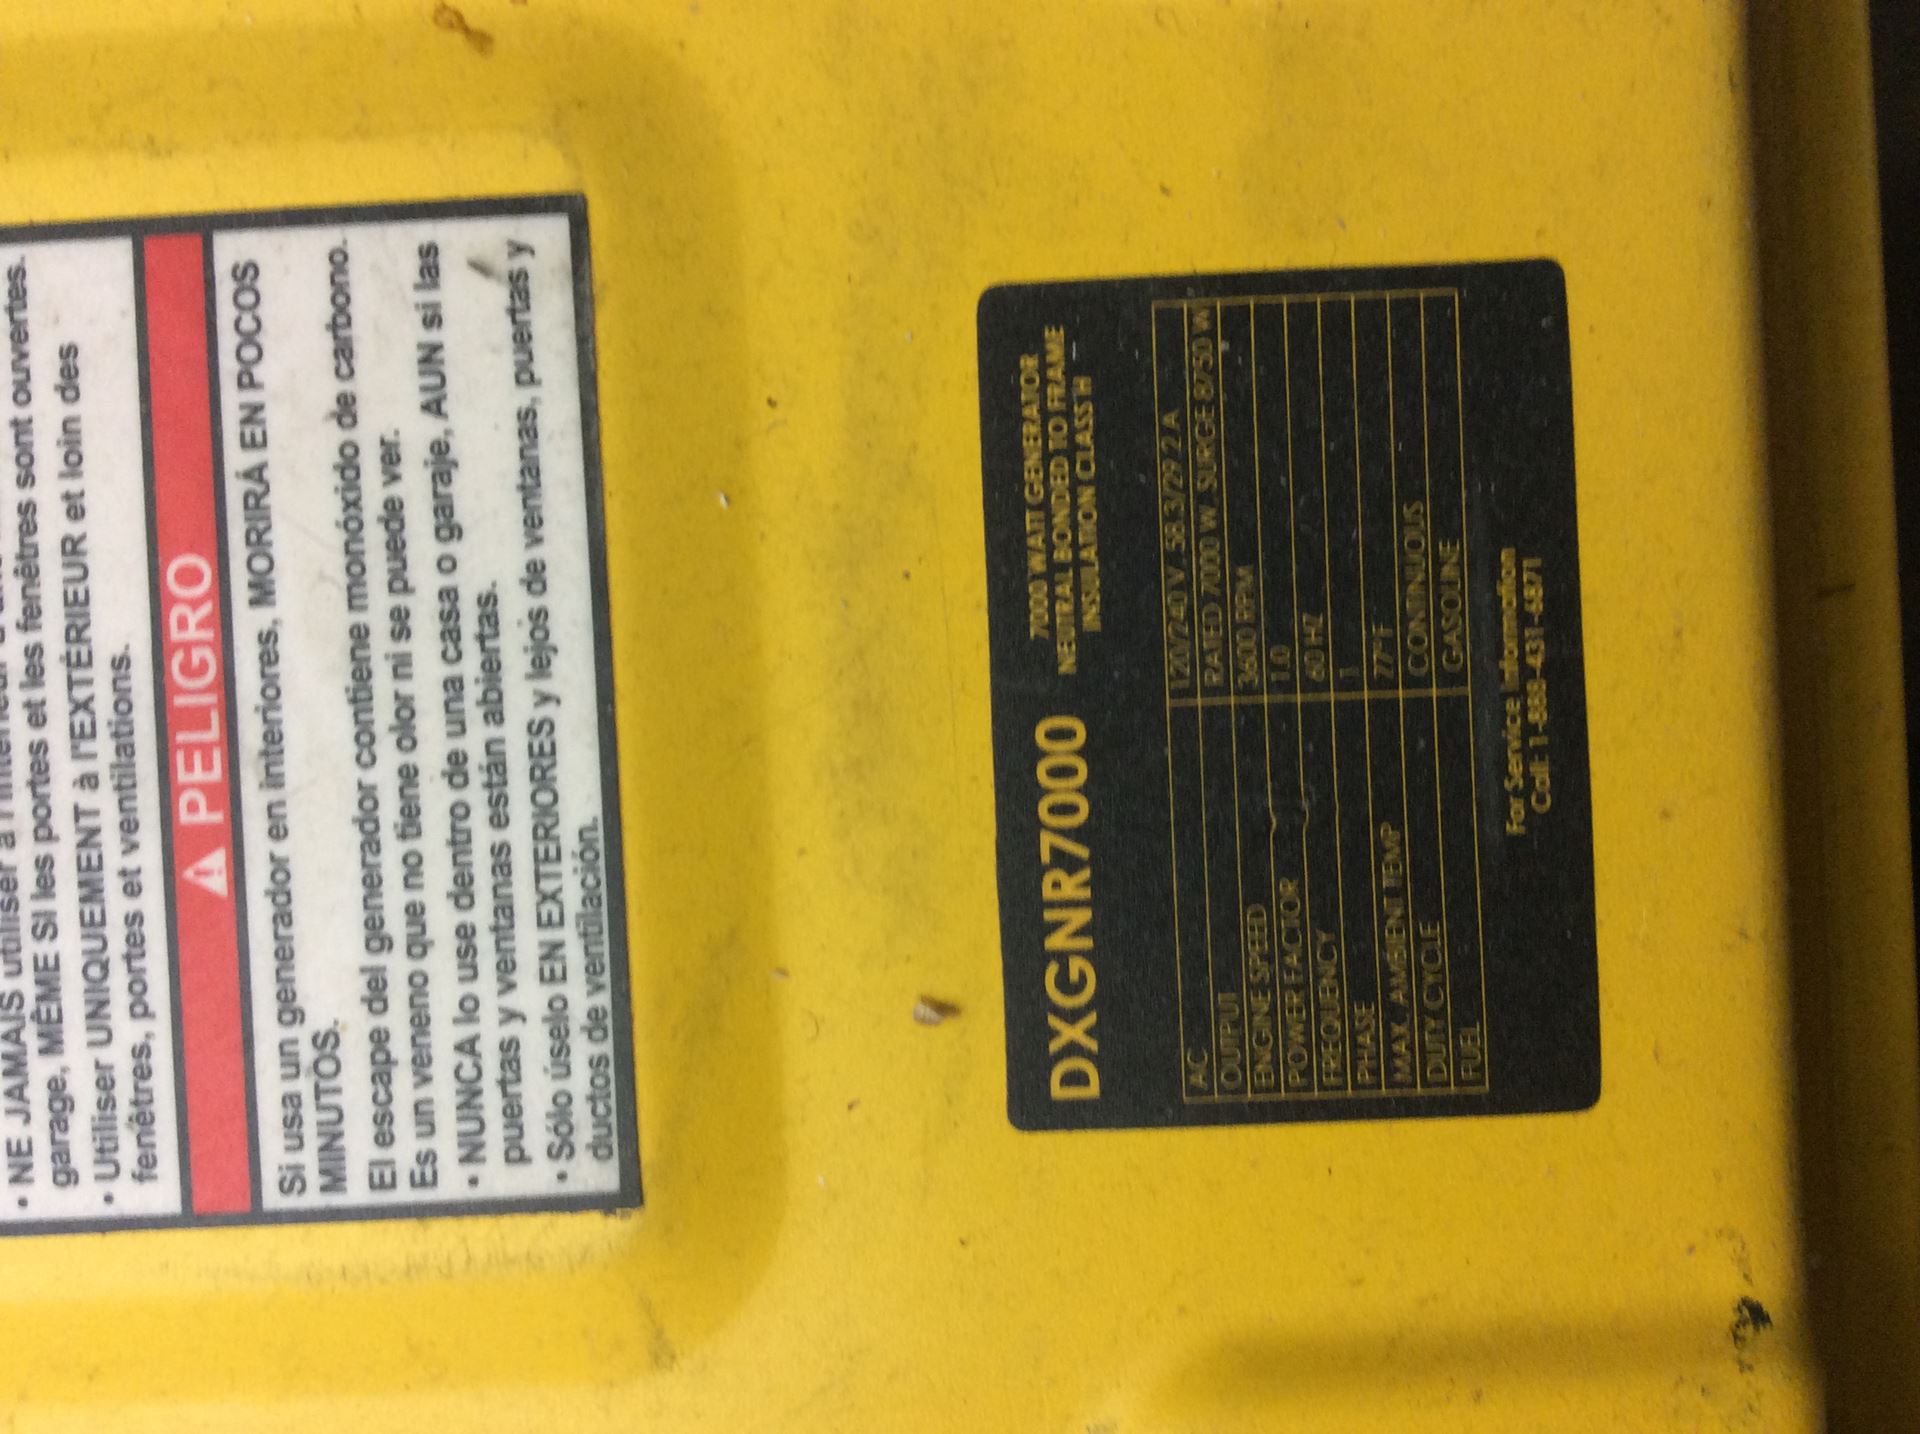 • NE JAMAIS utiliser à l'intérieur
garage, MÊME SI les portes et les fenêtres sont ouvertes.
• Utiliser UNIQUEMENT à l'EXTÉRIEUR et loin des
fenêtres, portes et ventilations.
⚠ PELIGRO
Si usa un generador en interiores, MORIRÁ EN POCOS
MINUTOS.
El escape del generador contiene monóxido de carbono.
Es un veneno que no tiene olor ni se puede ver.
• NUNCA lo use dentro de una casa o garaje, AUN si las
puertas y ventanas están abiertas.
• Sólo úselo EN EXTERIORES y lejos de ventanas, puertas y
ductos de ventilación.
DXGNR7000
7000 WATT GENERATOR
NEUTRAL BONDED TO FRAME
INSULATION CLASS H
AC 120/240 V 58.3/29.2 A
OUTPUT RATED 7000 W SURGE 8750 W
ENGINE SPEED 3600 RPM
POWER FACTOR 1.0
FREQUENCY 60 HZ
PHASE 1
MAX. AMBIENT TEMP 77°F
DUTY CYCLE CONTINUOUS
FUEL GASOLINE
For Service Information
Call: 1-888-431-6871